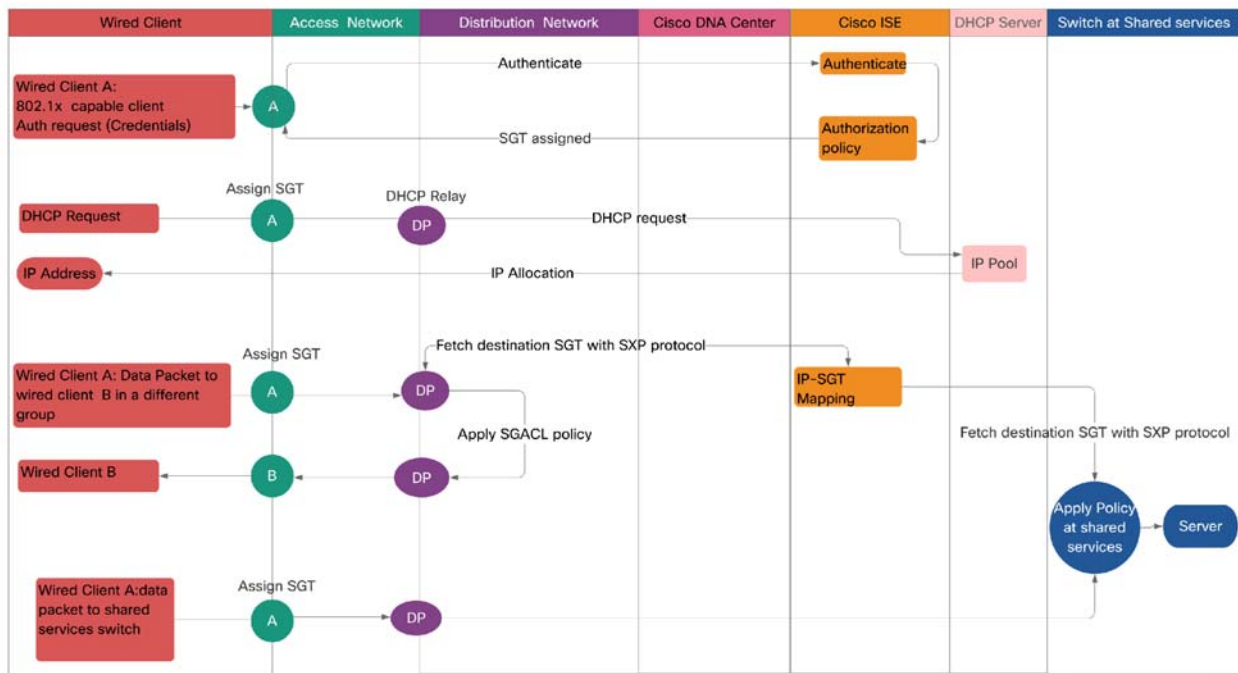 Wired Client
Access Network
Distribution Network
Cisco DNA Center
Cisco ISE
DHCP Server
Switch at Shared services
Wired Client A:
802.1x capable client
Auth request (Credentials)
A
Authenticate
Authenticate
SGT assigned
Authorization
policy
Assign SGT
DHCP Relay
DHCP Request
A
DP
DHCP request
IP Address
IP Allocation
IP Pool
Assign SGT
Fetch destination SGT with SXP protocol
Wired Client A: Data Packet to
wired client B in a different
group
A
DP
IP-SGT
Mapping
Apply SGACL policy
Fetch destination SGT with SXP protocol
Wired Client B
B
DP
Apply Policy
at shared
services
Server
Assign SGT
Wired Client A:data
packet to shared
services switch
A
DP